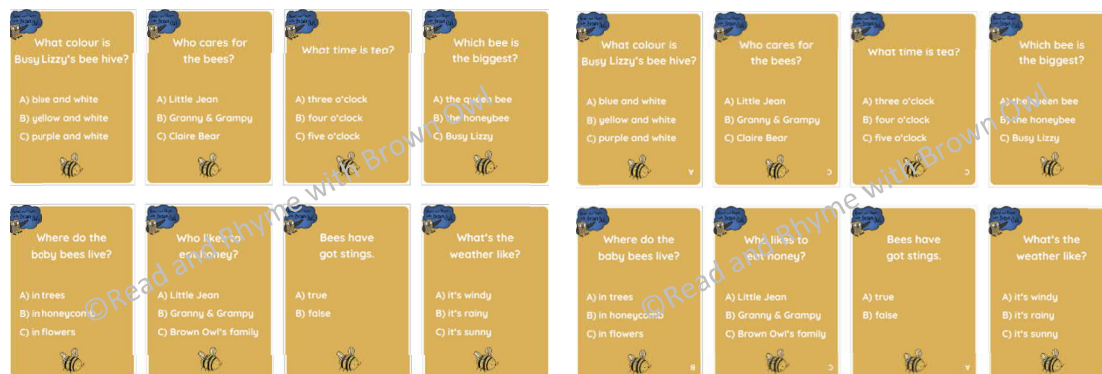 What colour is
Busy Lizzy's bee hive?
A) blue and white
B) yellow and white
C) purple and white
Who cares for
the bees?
A) Little Jean
B) Granny & Grampy
C) Claire Bear
What time is tea?
A) three o'clock
B) four o'clock
C) five o'clock
Which bee is
the biggest?
A) the queen bee
B) the honeybee
C) Busy Lizzy
Where do the
baby bees live?
A) in trees
B) in honeycomb
C) in flowers
Who likes to
eat honey?
A) Little Jean
B) Granny & Grampy
C) Brown Owl's family
Bees have
got stings.
A) true
B) false
What's the
weather like?
A) it's windy
B) it's rainy
C) it's sunny
©Read and Rhyme with Brown Owl
What colour is
Busy Lizzy's bee hive?
A) blue and white
B) yellow and white
C) purple and white
A
Who cares for
the bees?
A) Little Jean
B) Granny & Grampy
C) Claire Bear
C
What time is tea?
A) three o'clock
B) four o'clock
C) five o'clock
C
Which bee is
the biggest?
A) the queen bee
B) the honeybee
C) Busy Lizzy
Where do the
baby bees live?
A) in trees
B) in honeycomb
C) in flowers
B
Who likes to
eat honey?
A) Little Jean
B) Granny & Grampy
C) Brown Owl's family
C
Bees have
got stings.
A) true
B) false
A
What's the
weather like?
A) it's windy
B) it's rainy
C) it's sunny
©Read and Rhyme with Brown Owl